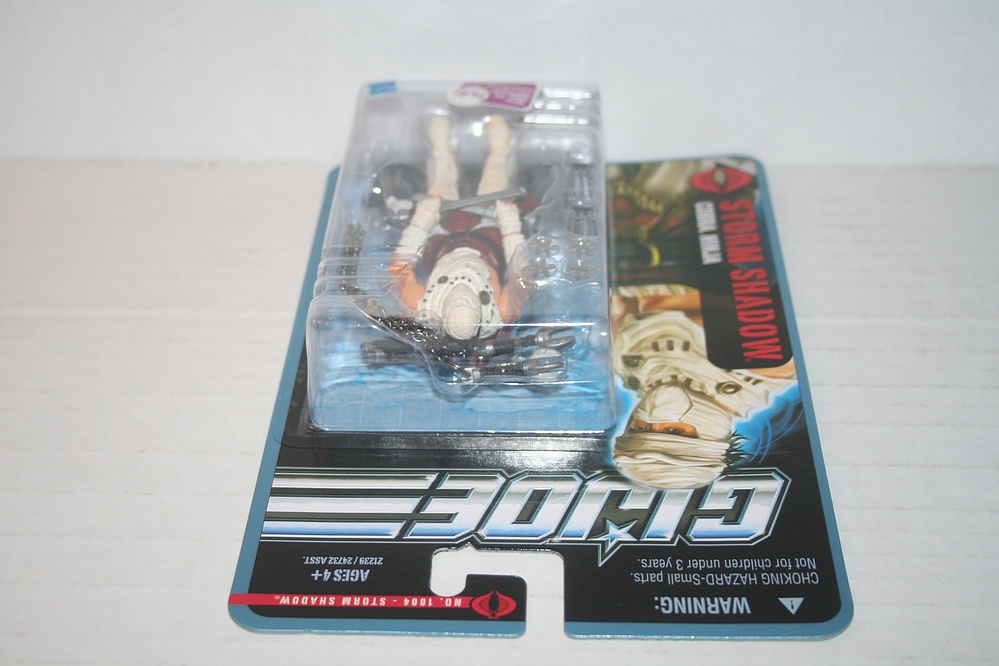 WARNING:
CHOKING HAZARD-Small parts.
Not for children under 3 years.
NO. 1004 - STORM SHADOW®
AGES 4+
21239 / 24732 ASST.
G.I. JOE
STORM SHADOW
COBRA NINJA